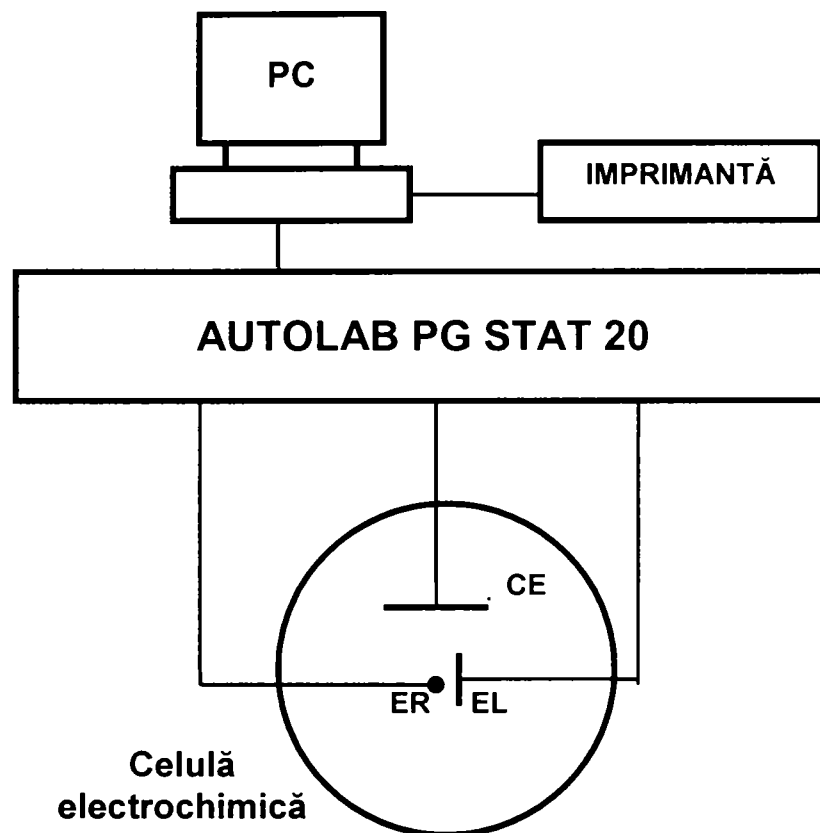 PC
IMPRIMANTĂ
AUTOLAB PG STAT 20
CE
ER
EL
Celulă
electrochimică